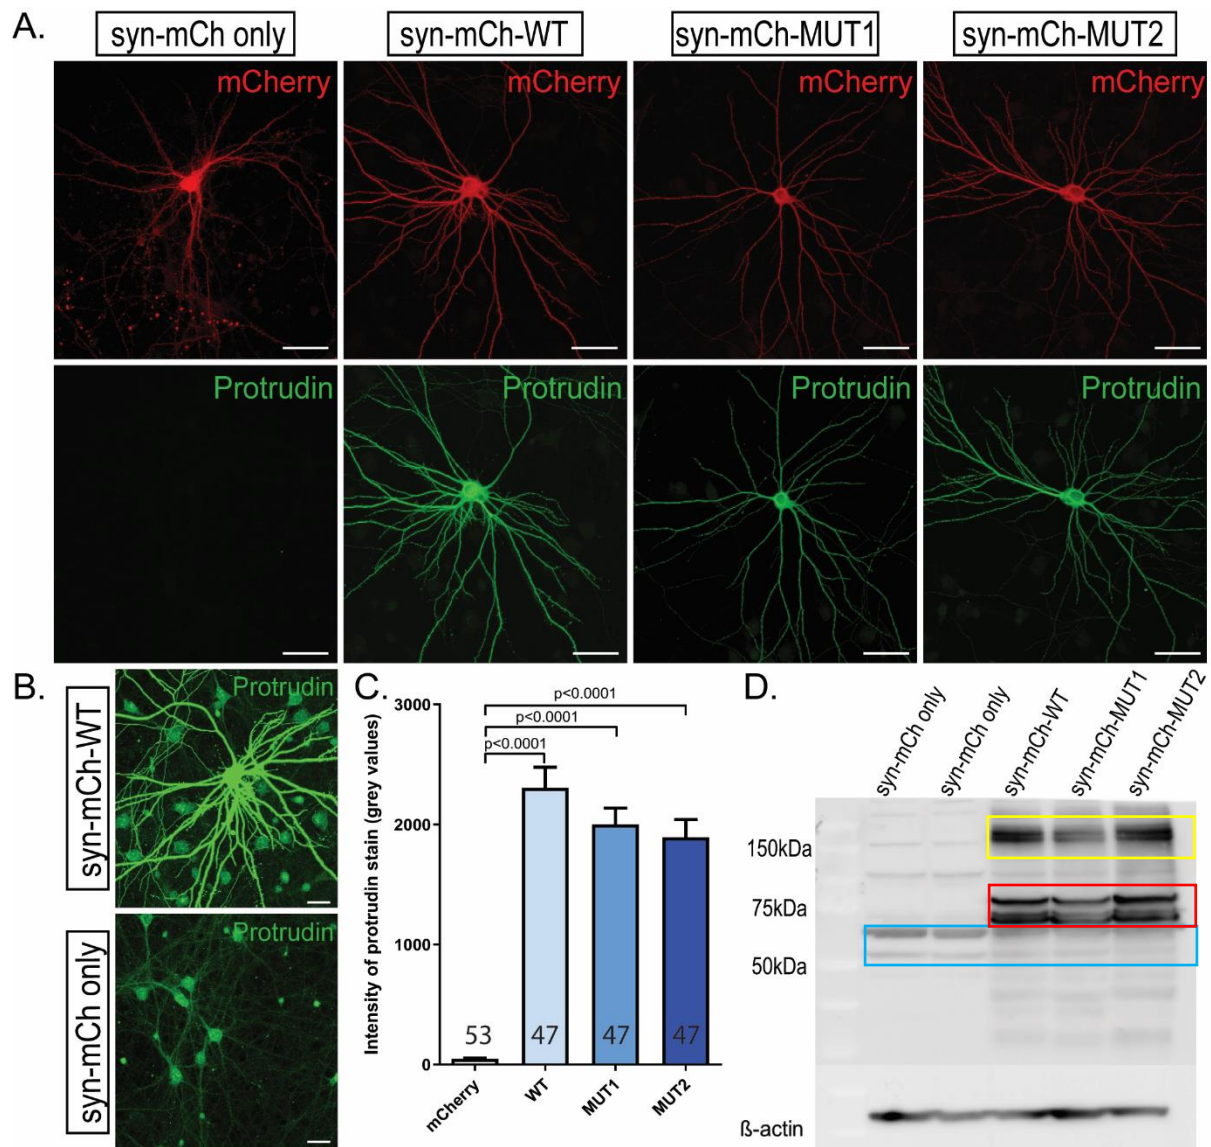 A.
syn-mCh only
syn-mCh-WT
syn-mCh-MUT1
syn-mCh-MUT2
mCherry
mCherry
mCherry
mCherry
Protrudin
Protrudin
Protrudin
Protrudin
B.
syn-mCh-WT
Protrudin
syn-mCh only
Protrudin
C.
Intensity of protrudin stain (grey values)
3000
2000
1000
0
p<0.0001
p<0.0001
p<0.0001
53
47
47
47
mCherry
WT
MUT1
MUT2
D.
syn-mCh only
syn-mCh only
syn-mCh-WT
syn-mCh-MUT1
syn-mCh-MUT2
150kDa
75kDa
50kDa
ß-actin